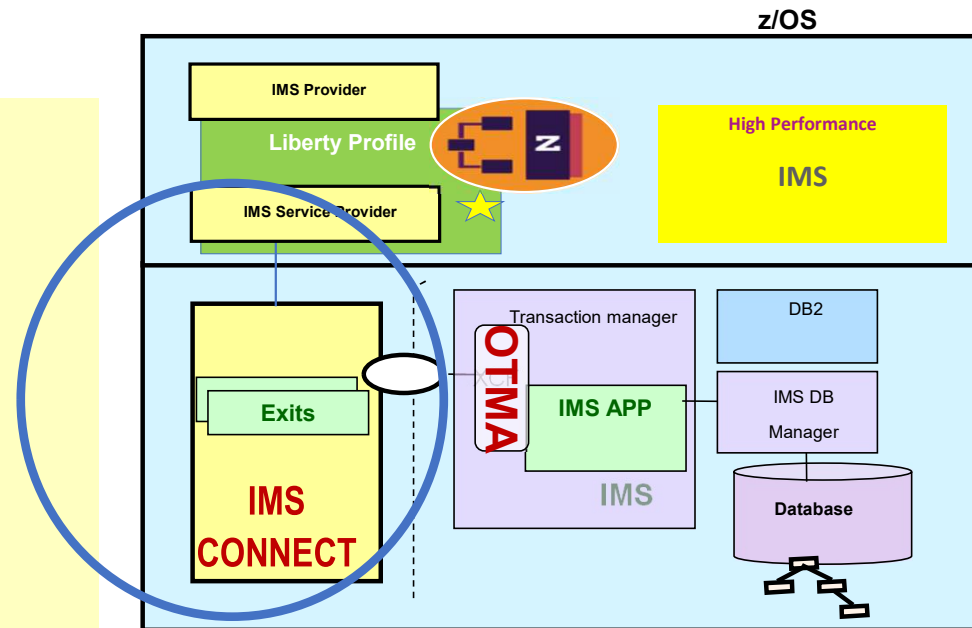 z/OS
IMS Provider
Liberty Profile
Z
High Performance
IMS
IMS Service Provider
Transaction manager
OTMA
IMS APP
IMS
DB2
IMS DB
Manager
Database
Exits
IMS
CONNECT